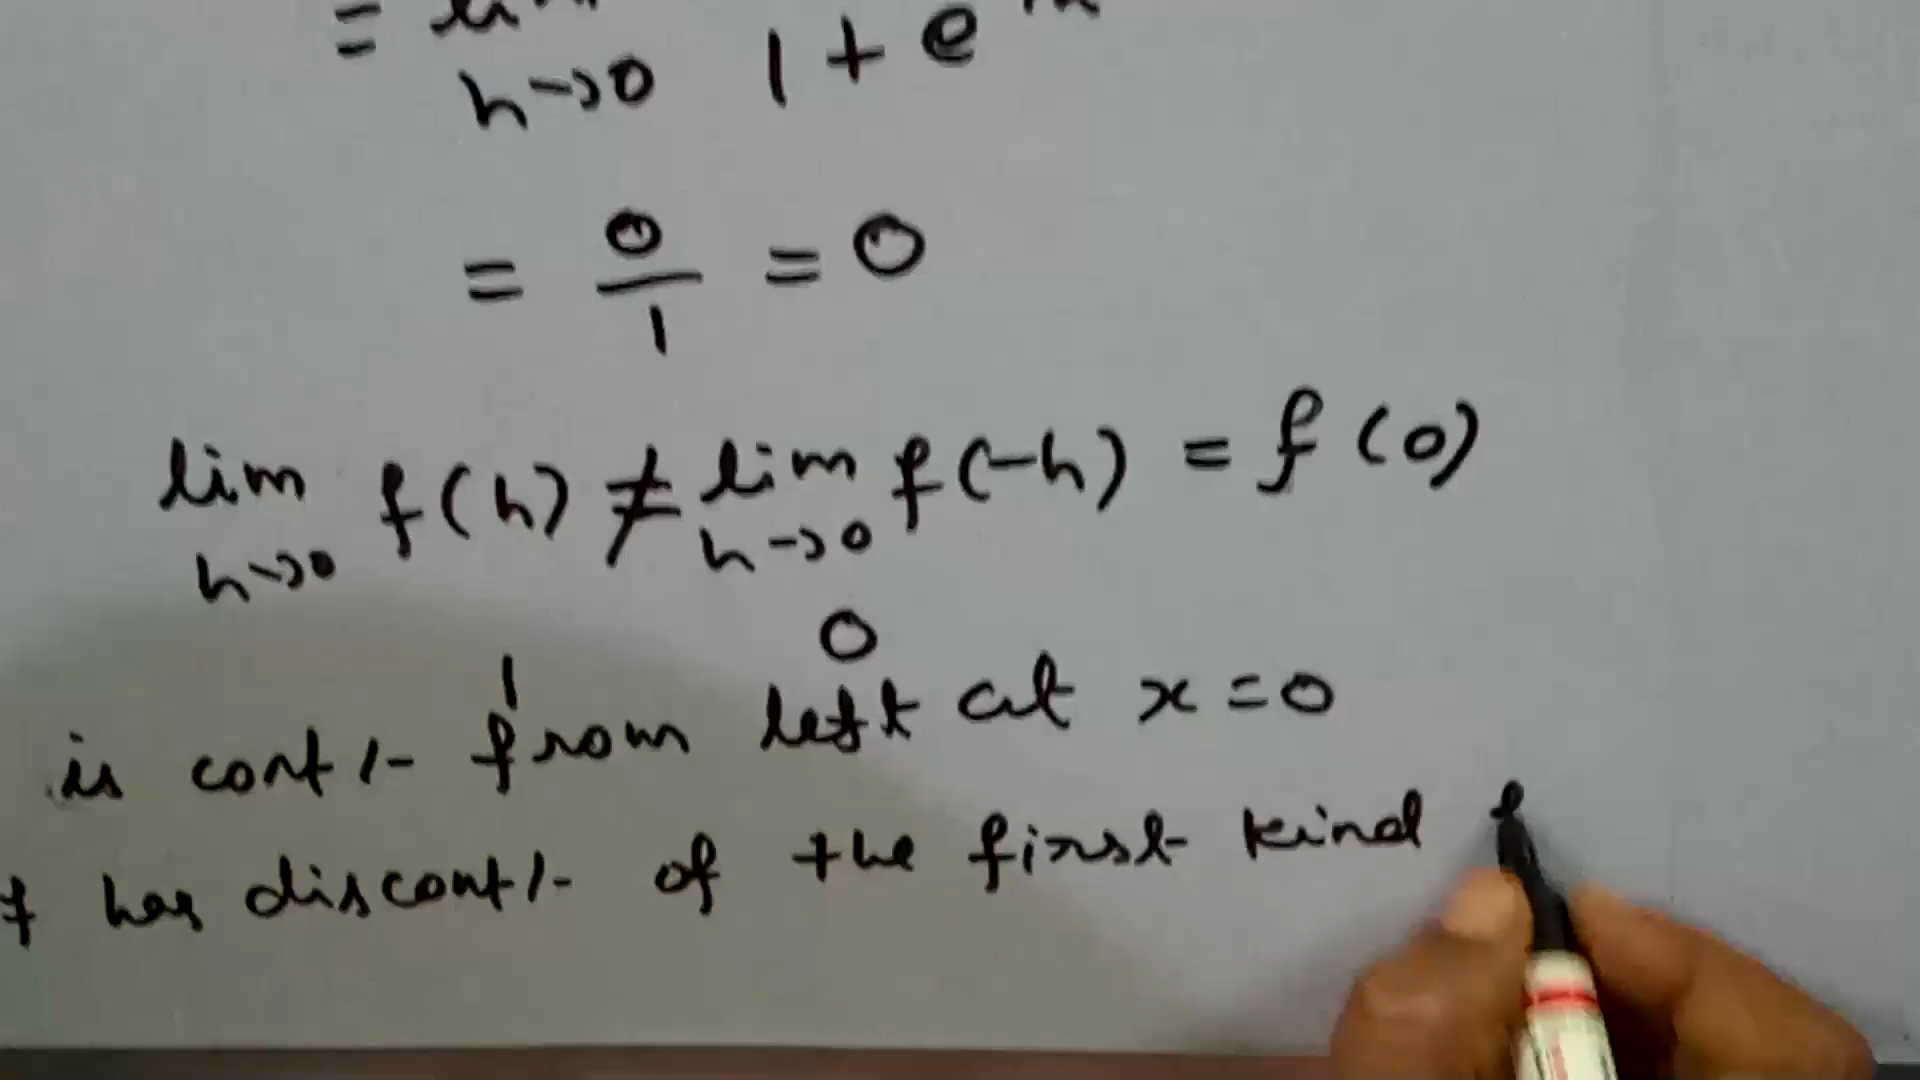 = lim
h→0 1 + e
= 0/1 = 0
lim f(h) ≠ lim f(-h) = f(0)
h→0 h→0
1 0
is cont/- from left at x=0
f has discont/- of the first kind f